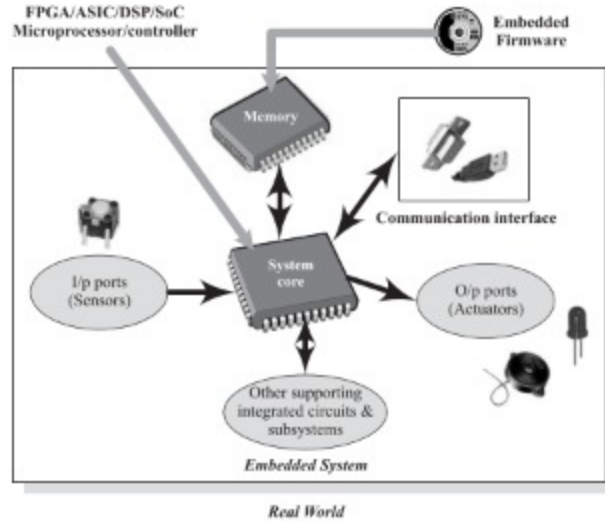 FPGA/ASIC/DSP/SoC
Microprocessor/controller
Embedded
Firmware
Memory
Communication interface
System
core
I/p ports
(Sensors)
O/p ports
(Actuators)
Other supporting
integrated circuits &
subsystems
Embedded System
Real World